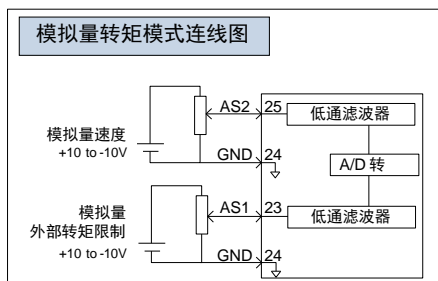 模拟量转矩模式连线图
AS2 25 低通滤波器
模拟量速度
+10 to -10V
GND 24
A/D 转
AS1 23 低通滤波器
模拟量
外部转矩限制
+10 to -10V
GND 24